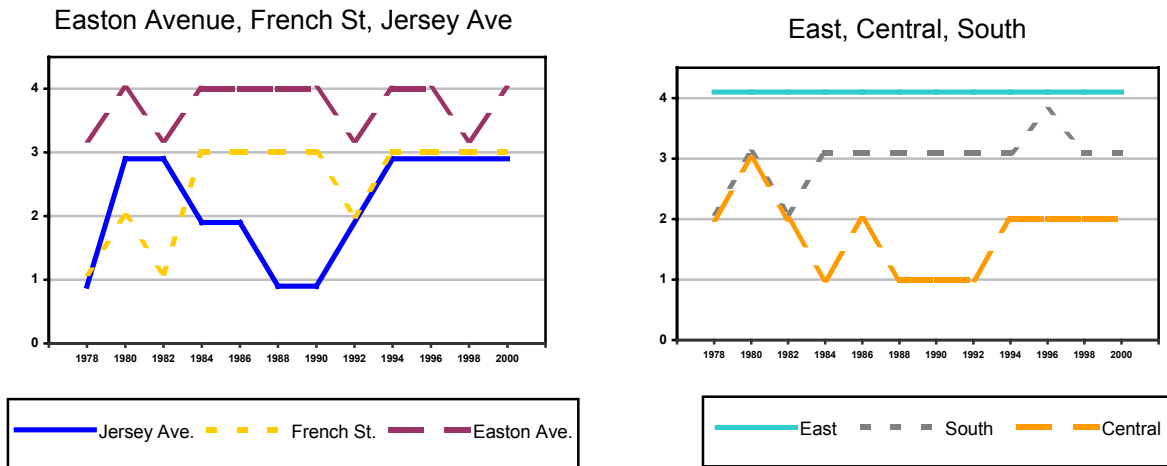 Easton Avenue, French St, Jersey Ave
4
3
2
1
0
1978 1980 1982 1984 1986 1988 1990 1992 1994 1996 1998 2000
Jersey Ave. French St. Easton Ave.
East, Central, South
4
3
2
1
0
1978 1980 1982 1984 1986 1988 1990 1992 1994 1996 1998 2000
East South Central